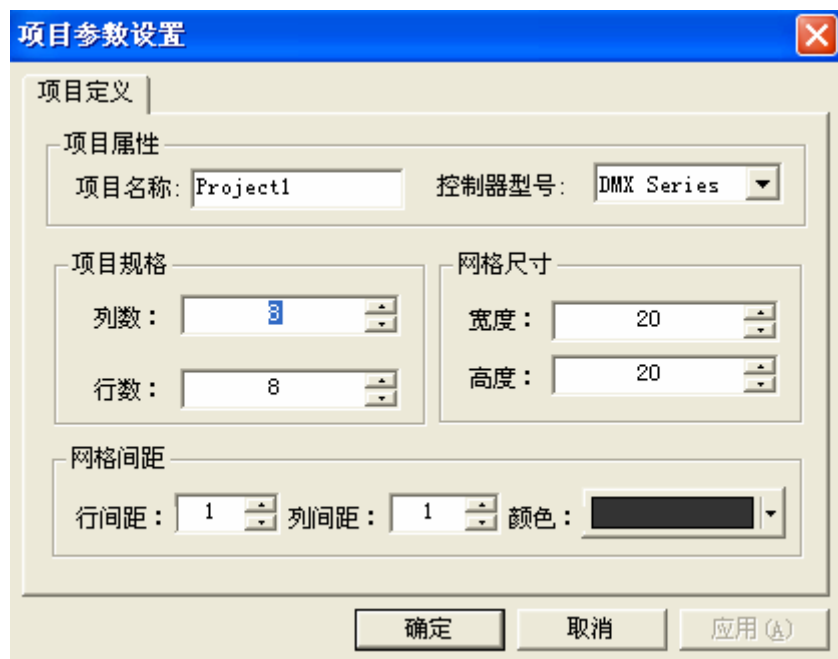 项目参数设置
项目定义
项目属性
项目名称: Project1 控制器型号: DMX Series
项目规格
列数： 8
行数： 8
网格尺寸
宽度： 20
高度： 20
网格间距
行间距： 1 列间距： 1 颜色：
确定 取消 应用(A)